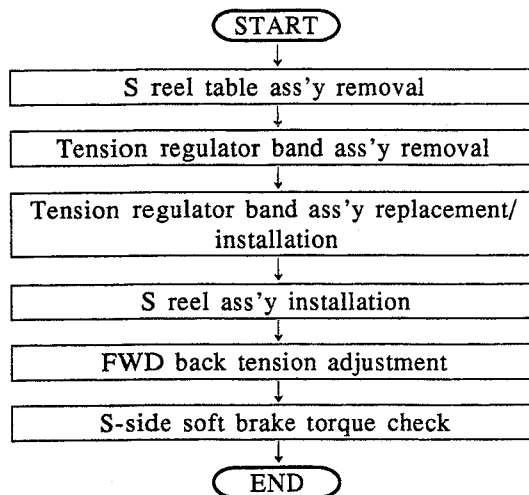 START
S reel table ass'y removal
Tension regulator band ass'y removal
Tension regulator band ass'y replacement/
installation
S reel ass'y installation
FWD back tension adjustment
S-side soft brake torque check
END